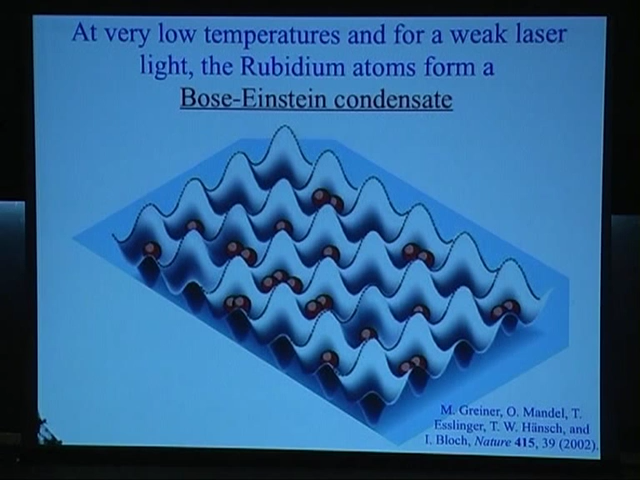 At very low temperatures and for a weak laser
light, the Rubidium atoms form a
Bose-Einstein condensate
M. Greiner, O. Mandel, T.
Esslinger, T. W. Hänsch, and
I. Bloch, Nature 415, 39 (2002).